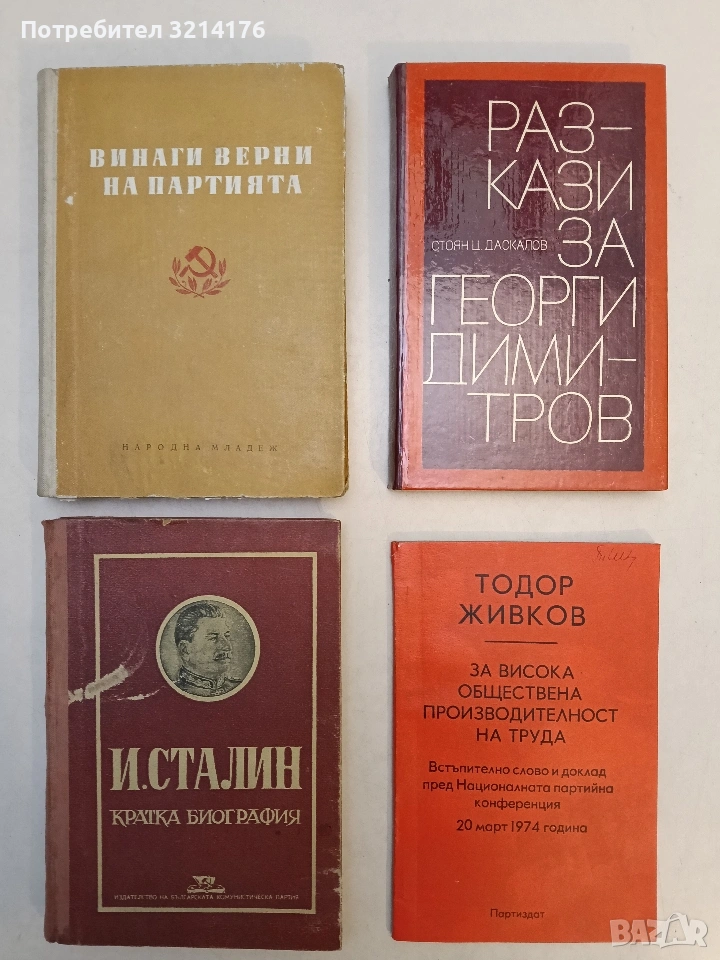 Потребител 3214176
ВИНАГИ ВЕРНИ
НА ПАРТИЯТА
НАРОДНА МЛАДЕЖ
РАЗ-
КАЗИ
СТОЯН Ц. ДАСКАЛОВ
ЗА
ГЕОРГИ
ДИМИ-
ТРОВ
И. СТАЛИН
КРАТКА БИОГРАФИЯ
ИЗДАТЕЛСТВО НА БЪЛГАРСКАТА КОМУНИСТИЧЕСКА ПАРТИЯ
ТОДОР
ЖИВКОВ
ЗА ВИСОКА
ОБЩЕСТВЕНА
ПРОИЗВОДИТЕЛНОСТ
НА ТРУДА
Встъпително слово и доклад
пред Националната партийна
конференция
20 март 1974 година
Партиздат
BAZAR